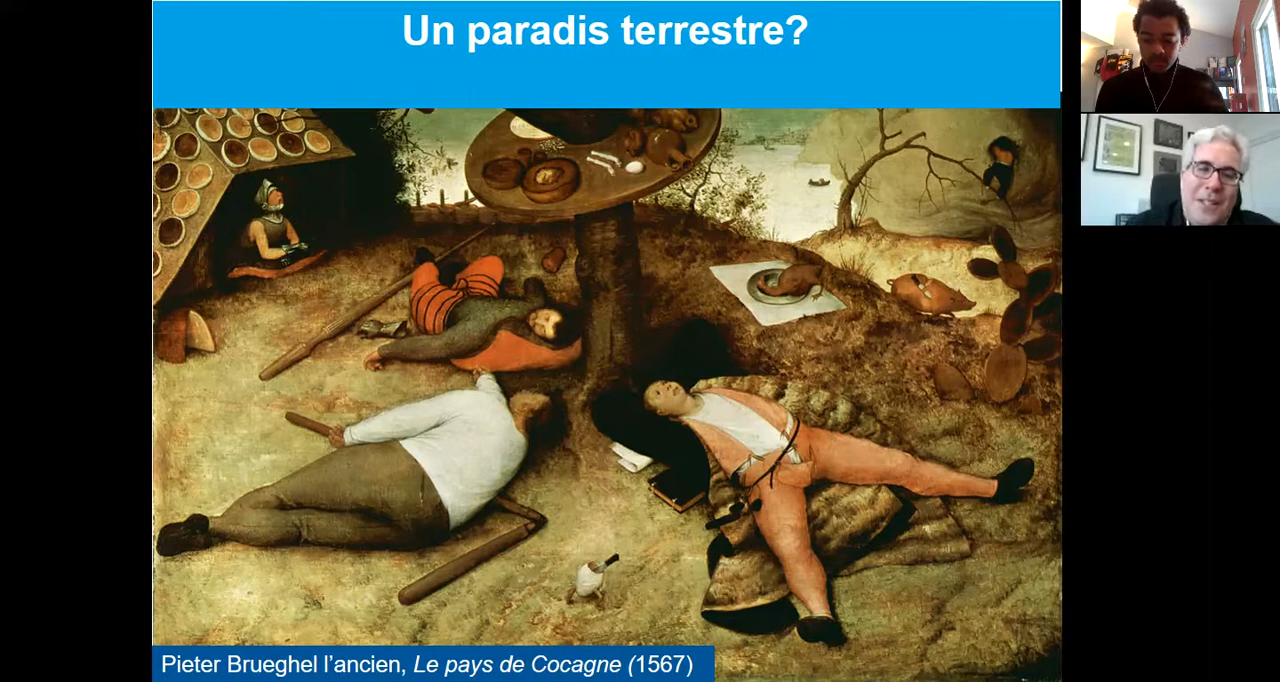 Un paradis terrestre?
Pieter Brueghel l’ancien, Le pays de Cocagne (1567)